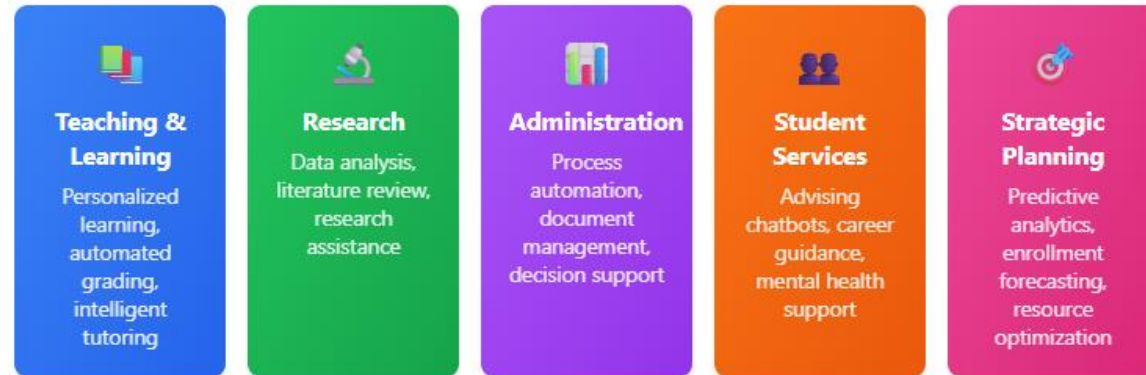 Teaching &
Learning
Personalized
learning,
automated
grading,
intelligent
tutoring
Research
Data analysis,
literature review,
research
assistance
Administration
Process
automation,
document
management,
decision support
Student
Services
Advising
chatbots, career
guidance,
mental health
support
Strategic
Planning
Predictive
analytics,
enrollment
forecasting,
resource
optimization